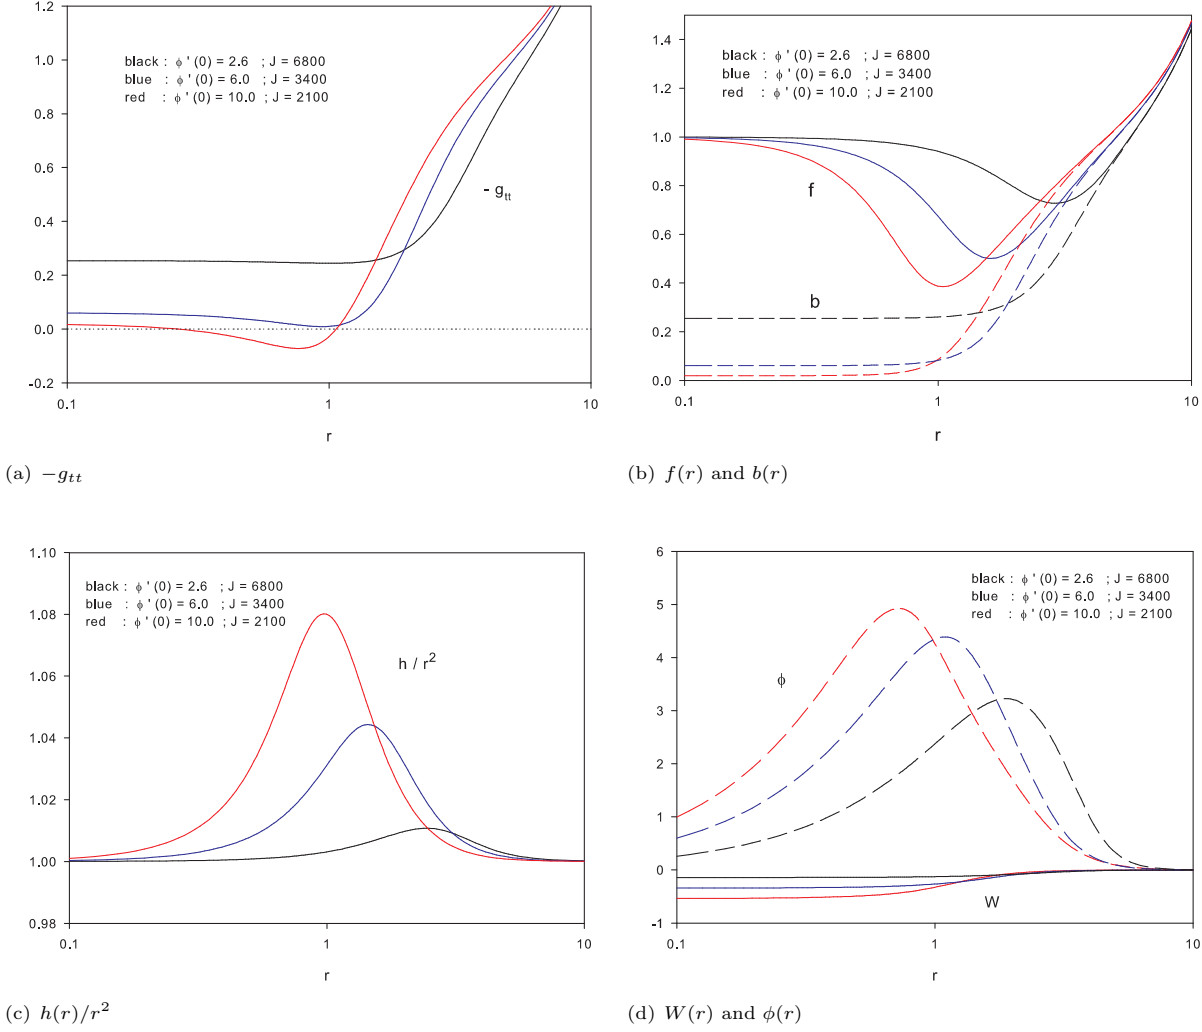 1.2
1.0
0.8
0.6
0.4
0.2
0.0
-0.2
0.1
1
10
r
black : ϕ ' (0) = 2.6 ; J = 6800
blue : ϕ ' (0) = 6.0 ; J = 3400
red : ϕ ' (0) = 10.0 ; J = 2100
- g_tt
(a) −g_tt
1.4
1.2
1.0
0.8
0.6
0.4
0.2
0.0
0.1
1
10
r
black : ϕ ' (0) = 2.6 ; J = 6800
blue : ϕ ' (0) = 6.0 ; J = 3400
red : ϕ ' (0) = 10.0 ; J = 2100
f
b
(b) f(r) and b(r)
1.10
1.08
1.06
1.04
1.02
1.00
0.98
0.1
1
10
r
black : ϕ ' (0) = 2.6 ; J = 6800
blue : ϕ ' (0) = 6.0 ; J = 3400
red : ϕ ' (0) = 10.0 ; J = 2100
h / r²
(c) h(r)/r²
6
5
4
3
2
1
0
-1
0.1
1
10
r
black : ϕ ' (0) = 2.6 ; J = 6800
blue : ϕ ' (0) = 6.0 ; J = 3400
red : ϕ ' (0) = 10.0 ; J = 2100
ϕ
W
(d) W(r) and ϕ(r)